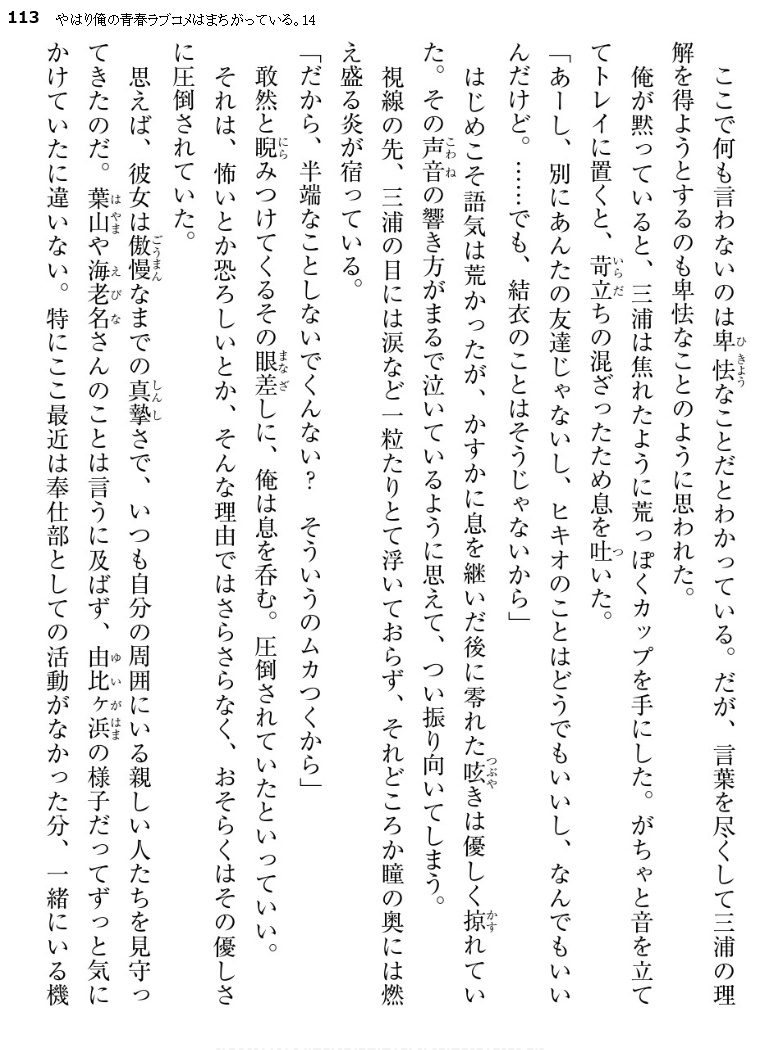 113 やはり俺の青春ラブコメはまちがっている。14
ここで何も言わないのは卑怯なことだとわかっている。だが、言葉を尽くして三浦の理
解を得ようとするのも卑怯なことのように思われた。
俺が黙っていると、三浦は焦れたように荒っぽくカップを手にした。がちゃと音を立て
てトレイに置くと、苛立ちの混ざったため息を吐いた。
「あーし、別にあんたの友達じゃないし、ヒキオのことはどうでもいいし、なんでもいい
んだけど。……でも、結衣のことはそうじゃないから」
はじめこそ語気は荒かったが、かすかに息を継いだ後に零れた呟きは優しく掠れてい
た。その声音の響き方がまるで泣いているように思えて、つい振り向いてしまう。
視線の先、三浦の目には涙など一粒たりとて浮いておらず、それどころか瞳の奥には燃
え盛る炎が宿っている。
「だから、半端なことしないでくんない？　そういうのムカつくから」
敢然と睨みつけてくるその眼差しに、俺は息を呑む。圧倒されていたといっていい。
それは、怖いとか恐ろしいとか、そんな理由ではさらさらなく、おそらくはその優しさ
に圧倒されていた。
思えば、彼女は傲慢なまでの真摯さで、いつも自分の周囲にいる親しい人たちを見守っ
てきたのだ。葉山や海老名さんのことは言うに及ばず、由比ヶ浜の様子だってずっと気に
かけていたに違いない。特にここ最近は奉仕部としての活動がなかった分、一緒にいる機